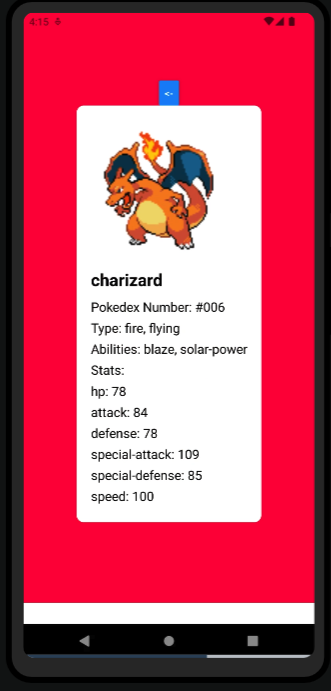 4:15
<-
charizard
Pokedex Number: #006
Type: fire, flying
Abilities: blaze, solar-power
Stats:
hp: 78
attack: 84
defense: 78
special-attack: 109
special-defense: 85
speed: 100